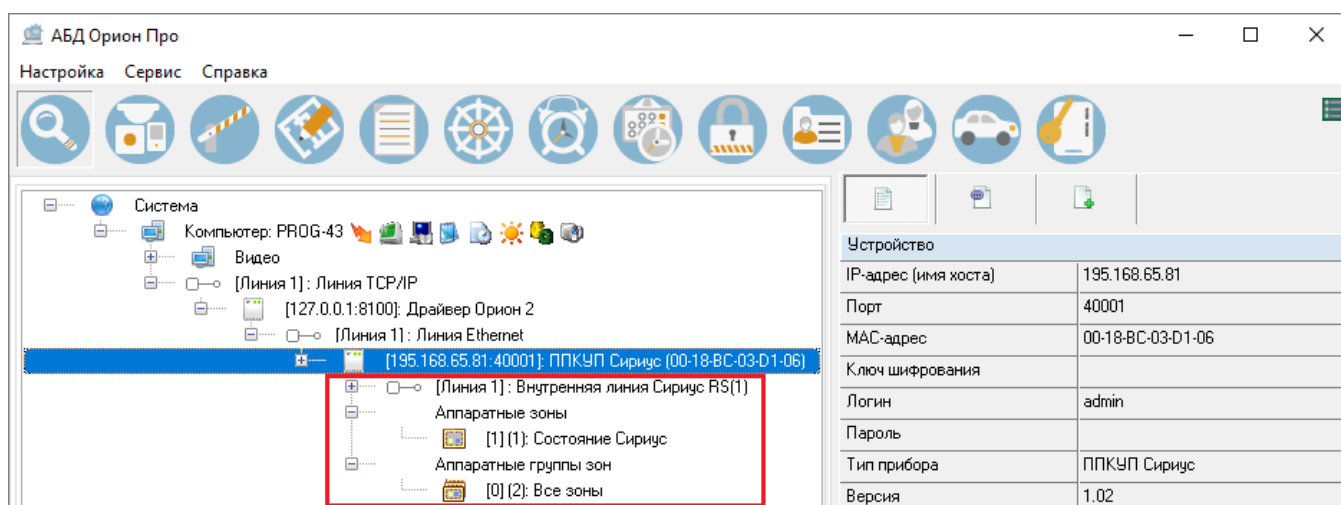 АБД Орион Про
Настройка Сервис Справка
Система
Компьютер: PROG-43
Видео
[Линия 1] : Линия TCP/IP
[127.0.0.1:8100]: Драйвер Орион 2
[Линия 1] : Линия Ethernet
[195.168.65.81:40001]: ППКУП Сириус (00-18-BC-03-D1-06)
[Линия 1] : Внутренняя линия Сириус RS(1)
Аппаратные зоны
[1] (1): Состояние Сириус
Аппаратные группы зон
[0] (2): Все зоны
Устройство
IP-адрес (имя хоста) 195.168.65.81
Порт 40001
MAC-адрес 00-18-BC-03-D1-06
Ключ шифрования
Логин admin
Пароль
Тип прибора ППКУП Сириус
Версия 1.02